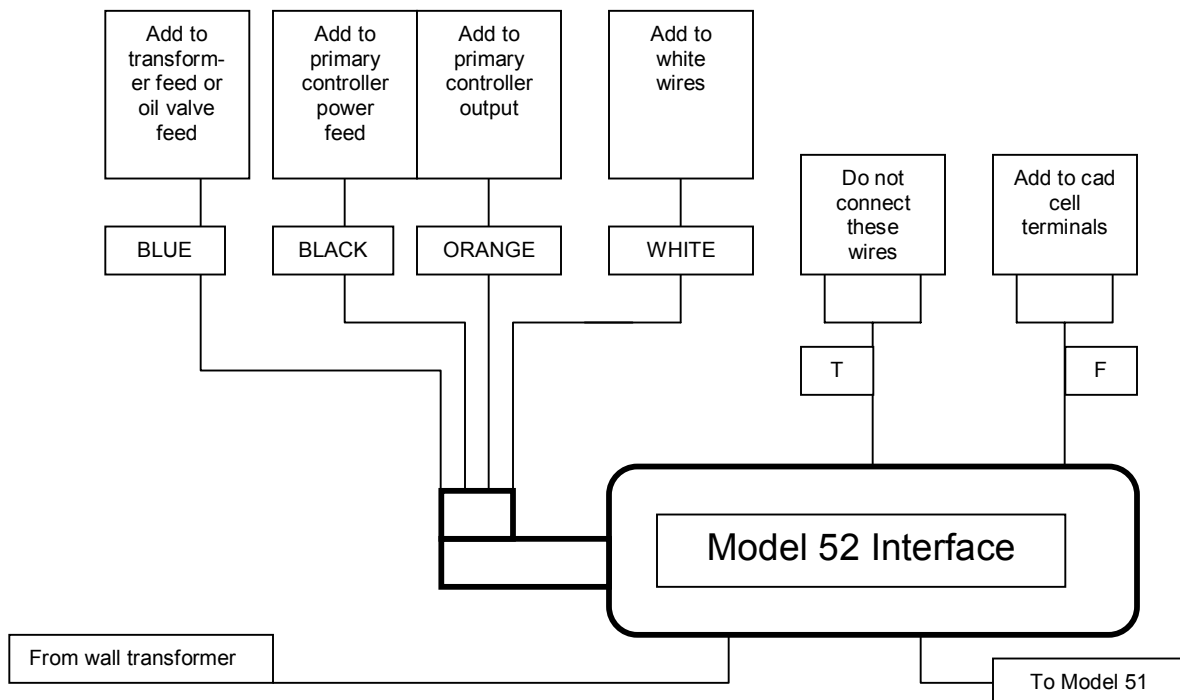 Add to
transform-
er feed or
oil valve
feed
Add to
primary
controller
power
feed
Add to
primary
controller
output
Add to
white
wires
Do not
connect
these
wires
Add to cad
cell
terminals
BLUE
BLACK
ORANGE
WHITE
T
F
Model 52 Interface
From wall transformer
To Model 51